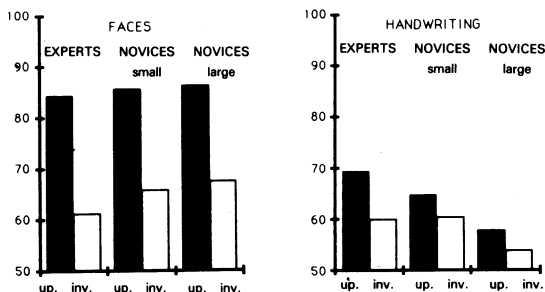 FACES
EXPERTS NOVICES NOVICES
small large
100
90
80
70
60
50
up. inv. up. inv. up. inv.
HANDWRITING
EXPERTS NOVICES NOVICES
small large
100
90
80
70
60
50
up. inv. up. inv. up. inv.